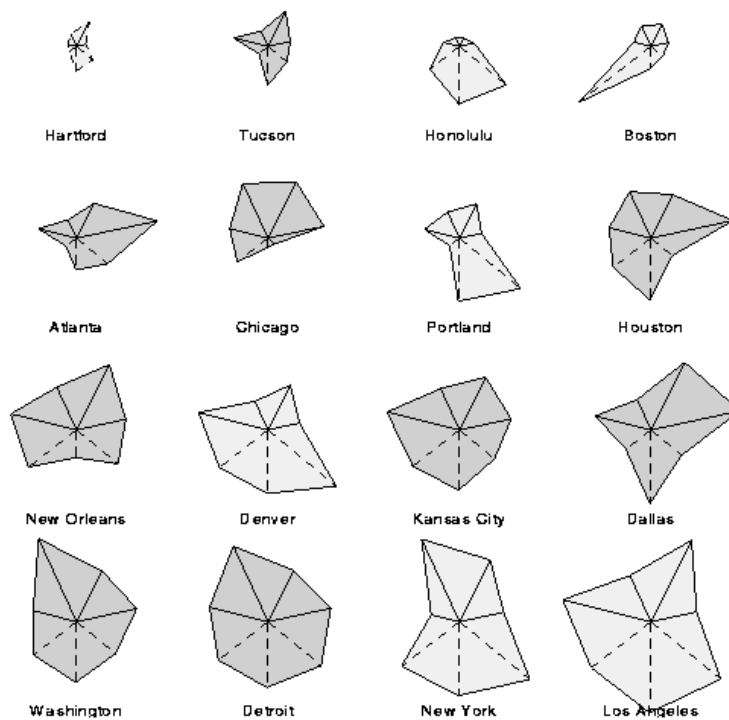 Hartford Tucson Honolulu Boston
Atlanta Chicago Portland Houston
New Orleans Denver Kansas City Dallas
Washington Detroit New York Los Angeles